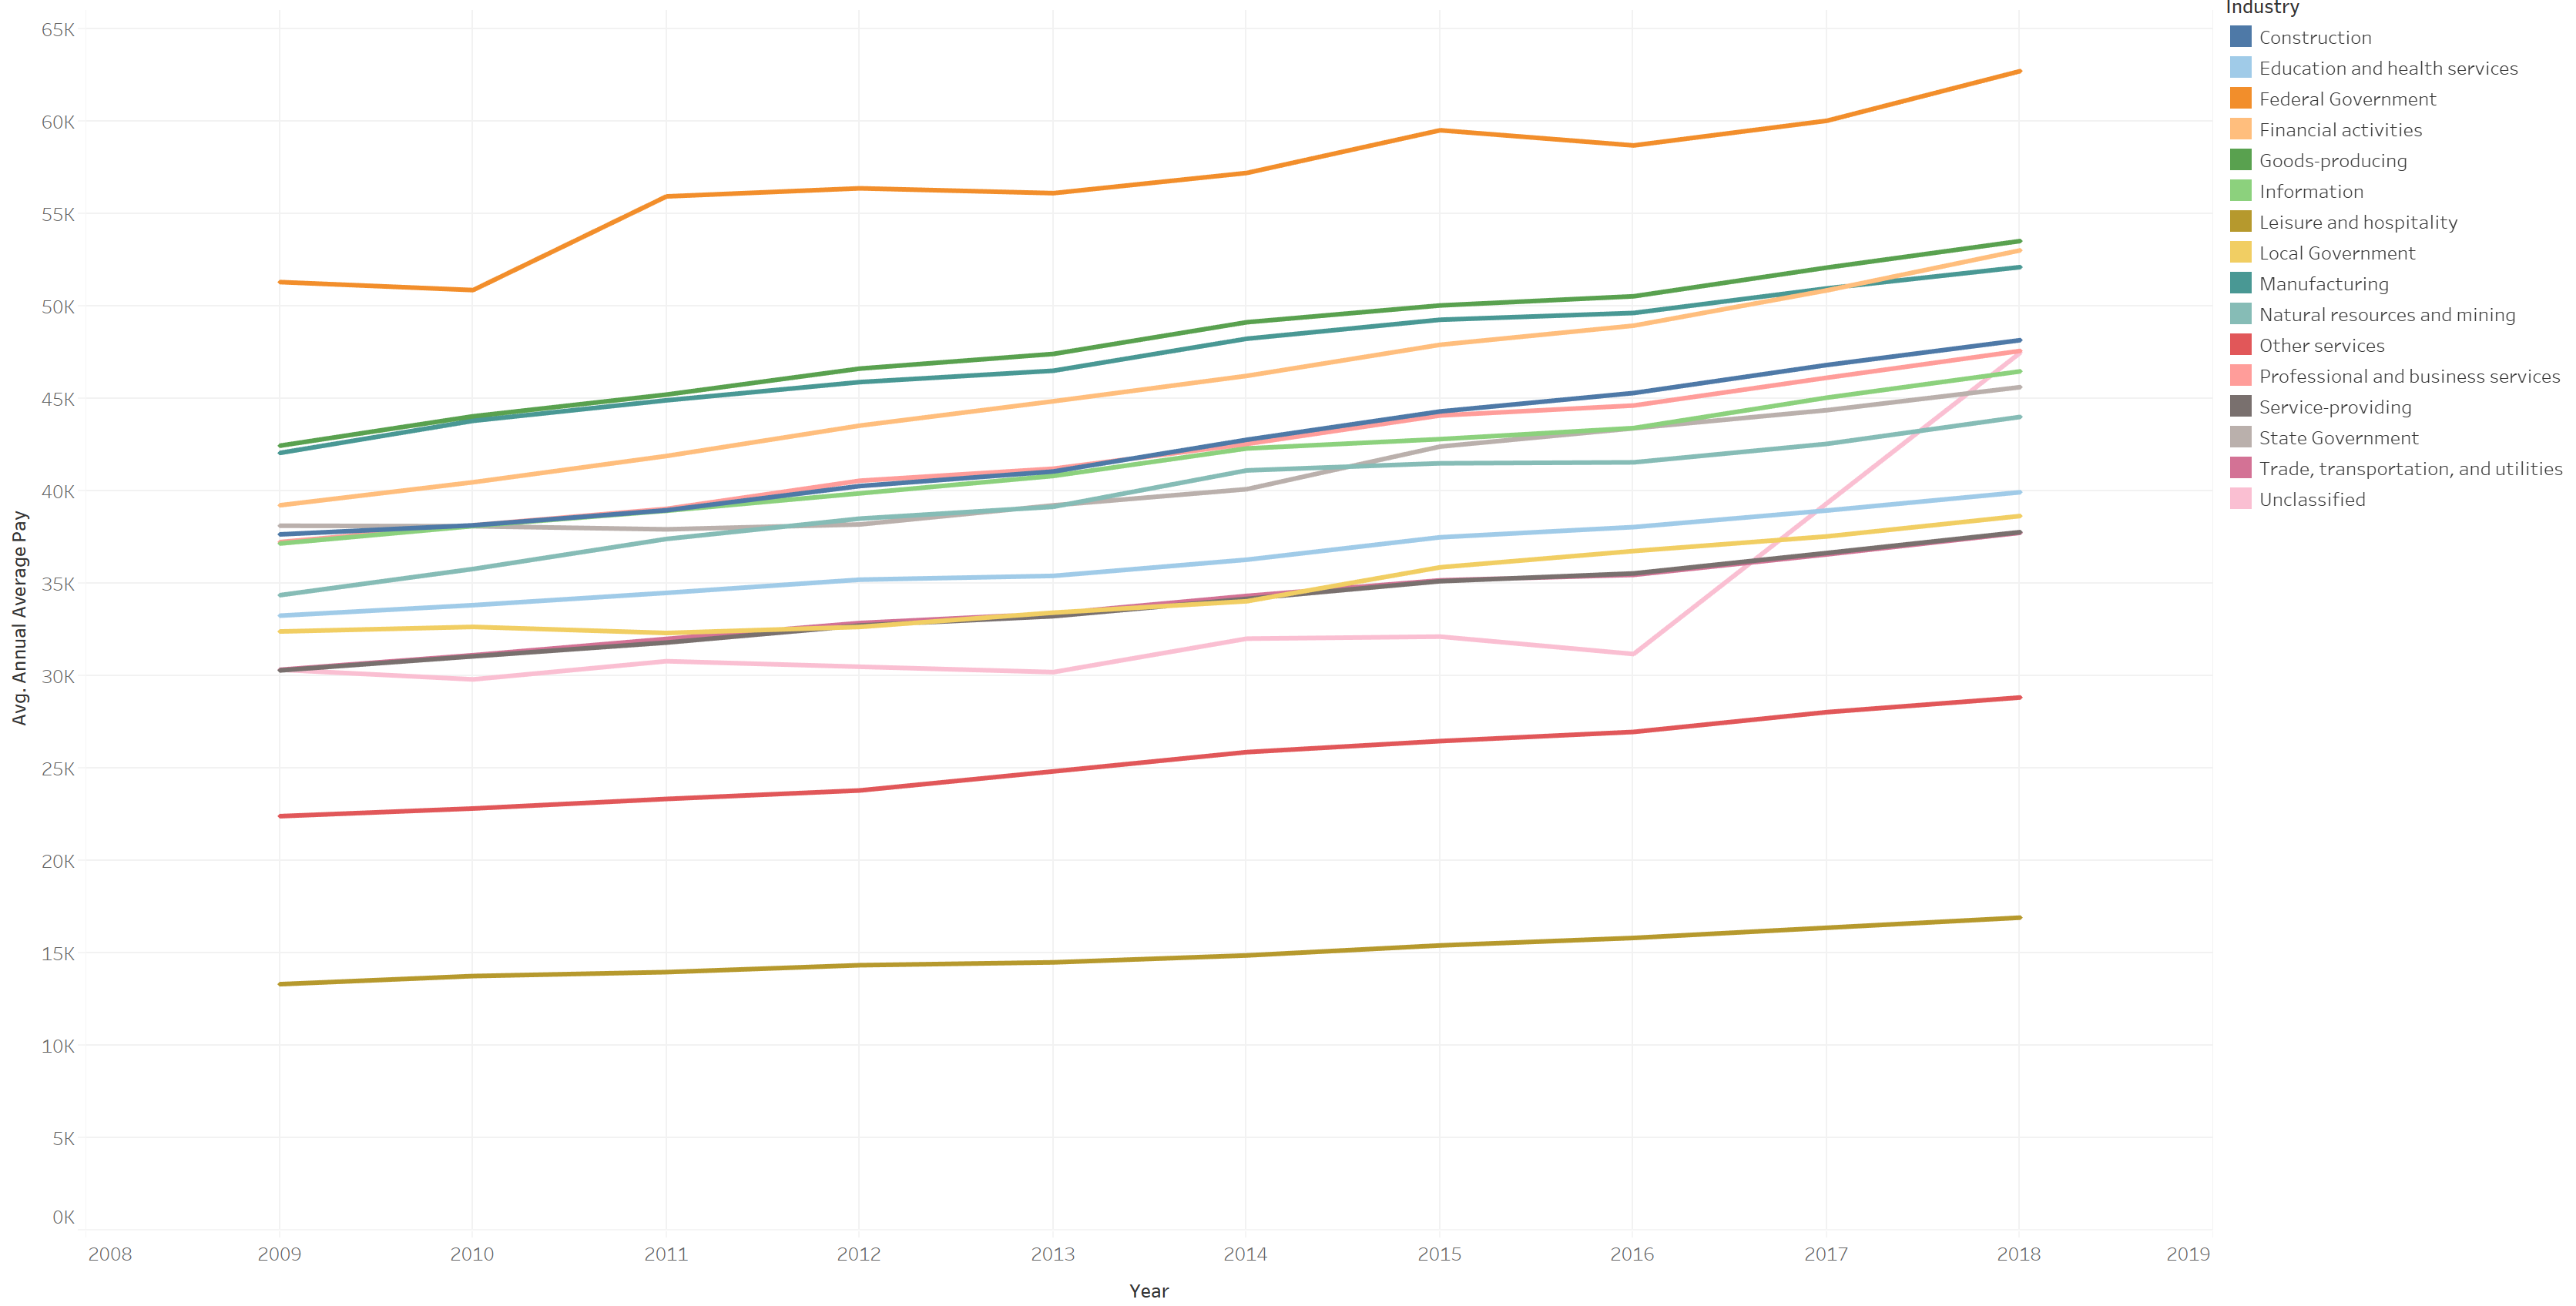 Industry
Construction
Education and health services
Federal Government
Financial activities
Goods-producing
Information
Leisure and hospitality
Local Government
Manufacturing
Natural resources and mining
Other services
Professional and business services
Service-providing
State Government
Trade, transportation, and utilities
Unclassified
Avg. Annual Average Pay
65K
60K
55K
50K
45K
40K
35K
30K
25K
20K
15K
10K
5K
0K
2008 2009 2010 2011 2012 2013 2014 2015 2016 2017 2018 2019
Year